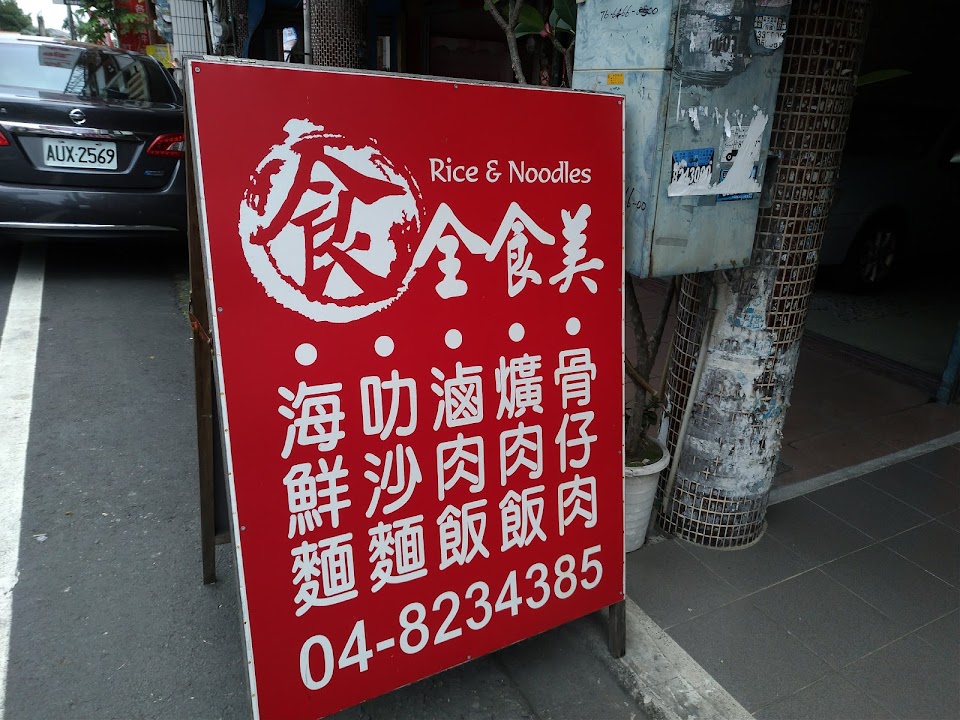 食
Rice & Noodles
全食美
海鮮麵
叻沙麵
滷肉飯
爌肉飯
骨仔肉
04-8234385
AUX-2569